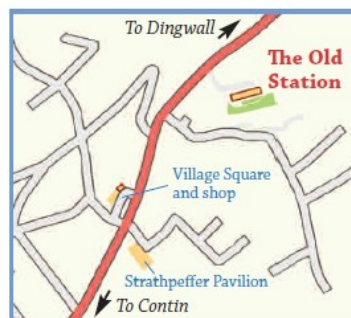 To Dingwall
The Old
Station
Village Square
and shop
Strathpeffer Pavilion
To Contin